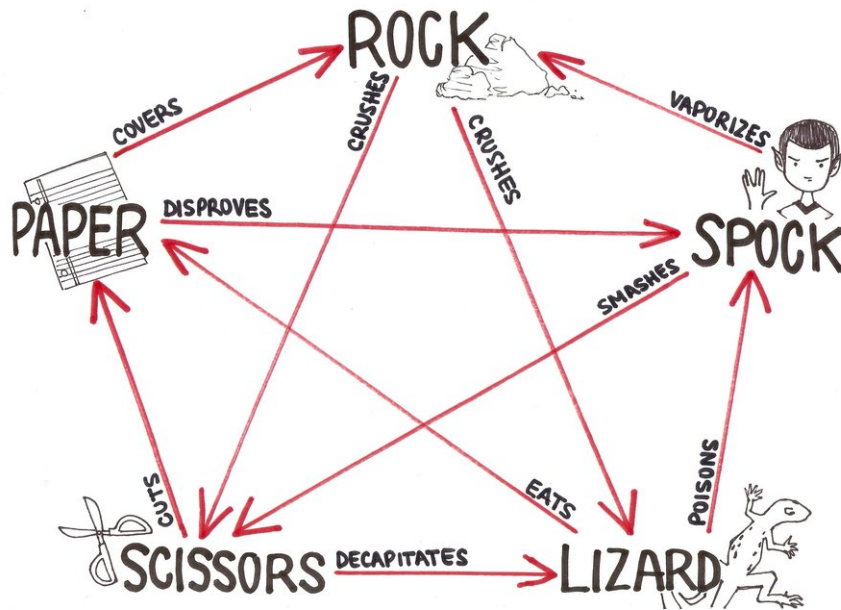 ROCK
COVERS
CRUSHES
CRUSHES
VAPORIZES
PAPER
DISPROVES
SPOCK
SMASHES
CUTS
EATS
POISONS
SCISSORS
DECAPITATES
LIZARD